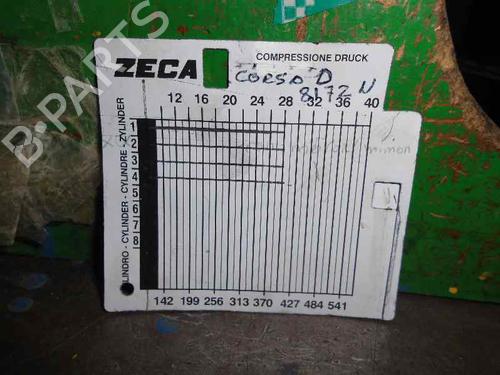 ZECA
COMPRESSIONE DRUCK
corso D
8172 N
12 16 20 24 28 32 36 40
CILINDRO - CYLINDER - CYLINDRE - ZYLINDER
1
2
3
4
5
6
7
8
142 199 256 313 370 427 484 541
B-PARTS